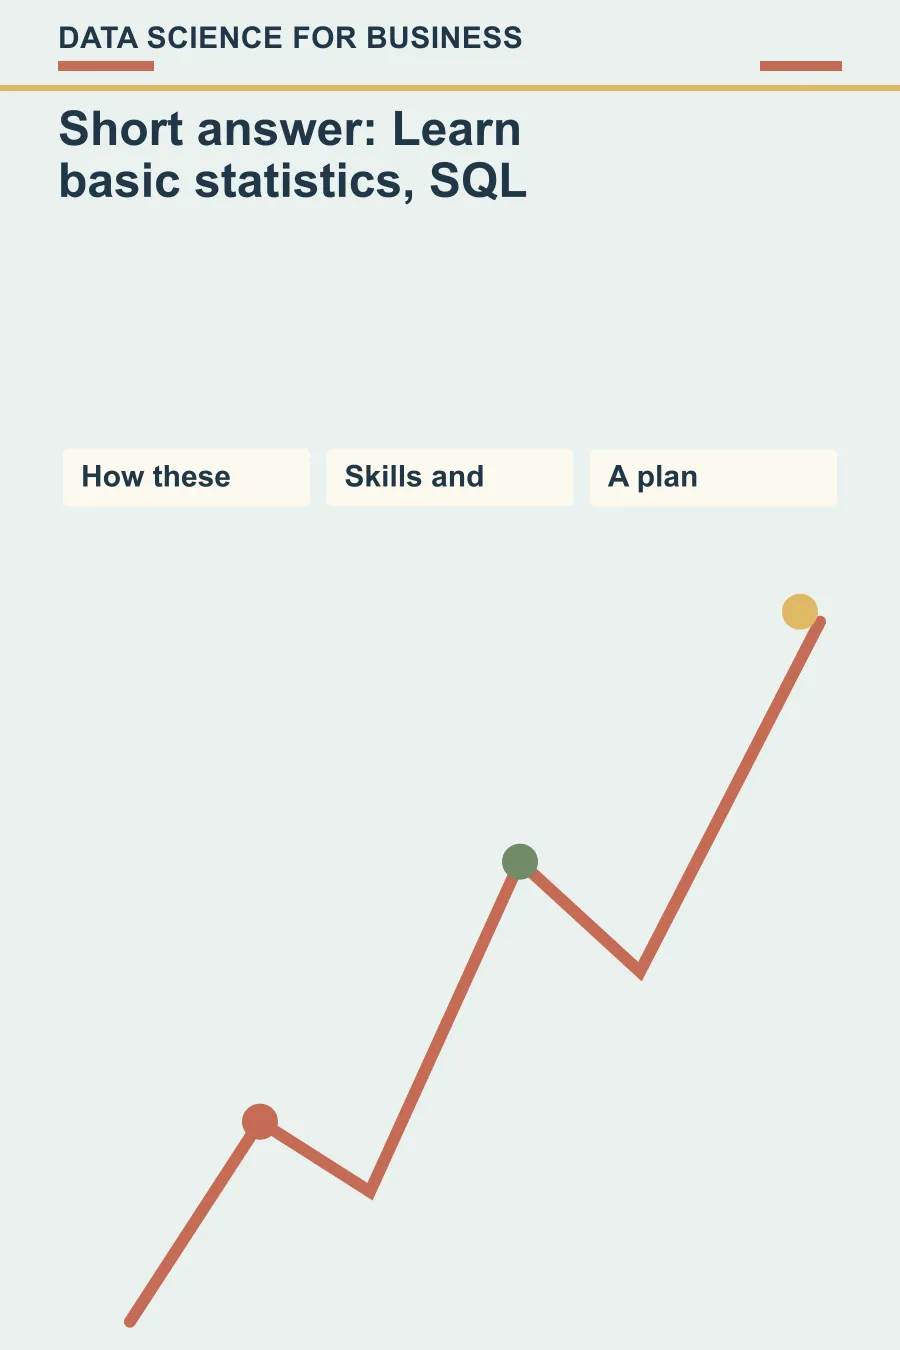 DATA SCIENCE FOR BUSINESS
Short answer: Learn
basic statistics, SQL
How these
Skills and
A plan